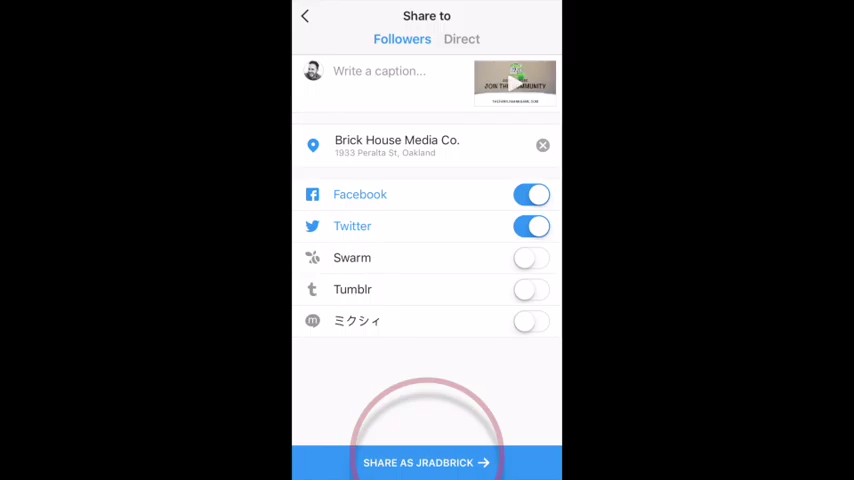 Share to
Followers Direct
Write a caption...
JOIN THE COMMUNITY
Brick House Media Co.
1933 Peralta St, Oakland
Facebook
Twitter
Swarm
Tumblr
ミクシィ
SHARE AS JRADBRICK →